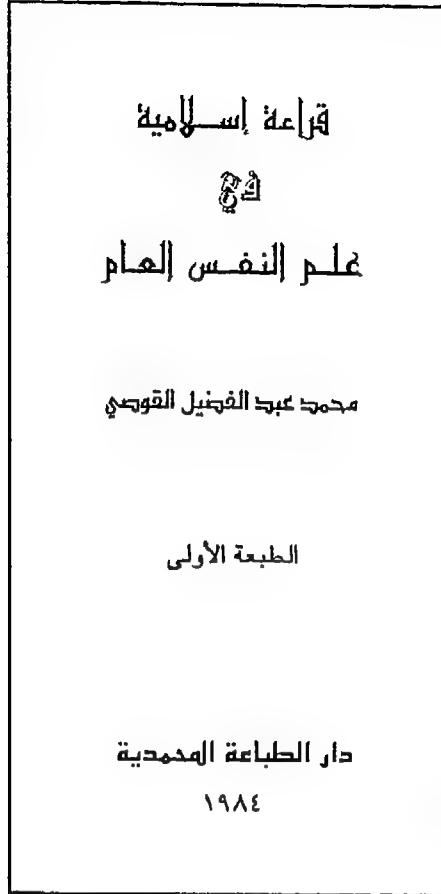 قراءة إسلامية
في
علم النفس العام
محمد عبد الفضيل القوصي
الطبعة الأولى
دار الطباعة المحمدية
١٩٨٤